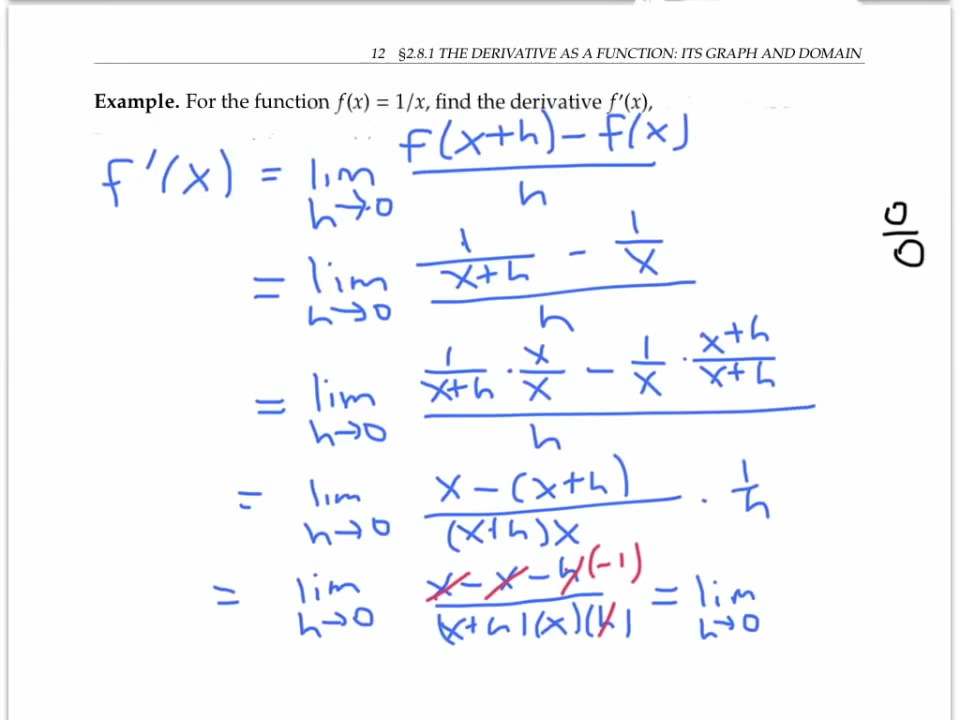 12 §2.8.1 THE DERIVATIVE AS A FUNCTION: ITS GRAPH AND DOMAIN
Example. For the function f(x) = 1/x, find the derivative f′(x),
f'(x) = lim h→0 (f(x+h) − f(x))/h
0/0
= lim h→0 (1/(x+h) − 1/x)/h
= lim h→0 (1/(x+h) · x/x − 1/x · (x+h)/(x+h))/h
= lim h→0 (x − (x+h))/((x+h)x) · 1/h
= lim h→0 (x − x − h(−1))/((x+h)(x)(h)) = lim h→0